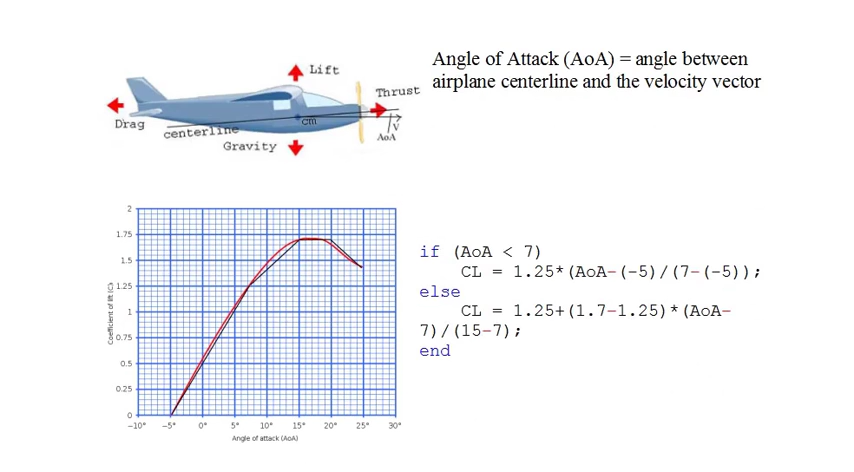 Lift
Angle of Attack (AoA) = angle between
airplane centerline and the velocity vector
Thrust
Drag
centerline
cm
V
AoA
Gravity
2
1.75
1.5
1.25
1
0.75
0.5
0.25
0
Coefficient of lift (C)
-10° -5° 0° 5° 10° 15° 20° 25° 30°
Angle of attack (AoA)
if (AoA < 7)
CL = 1.25*(AoA-(-5)/(7-(-5));
else
CL = 1.25+(1.7-1.25)*(AoA-
7)/(15-7);
end